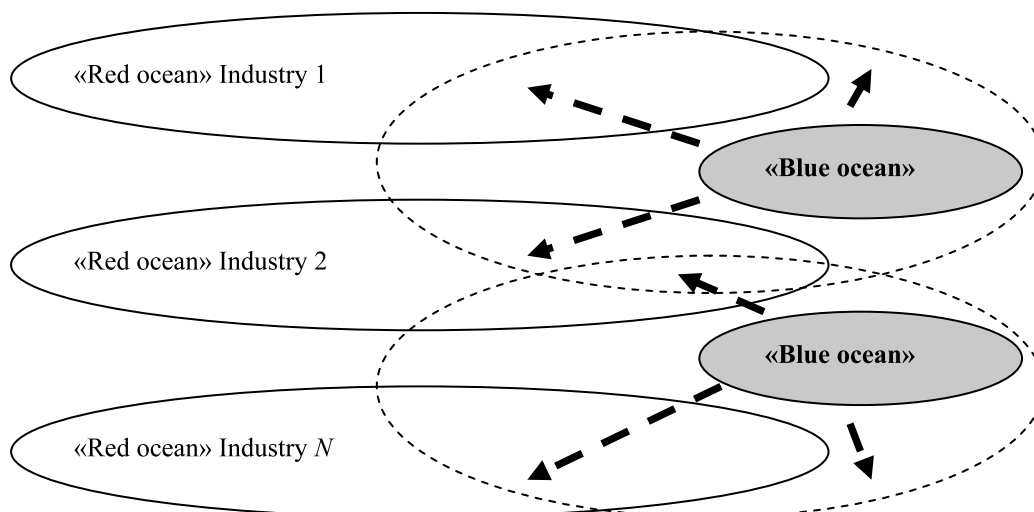 «Red ocean» Industry 1
«Blue ocean»
«Red ocean» Industry 2
«Blue ocean»
«Red ocean» Industry N